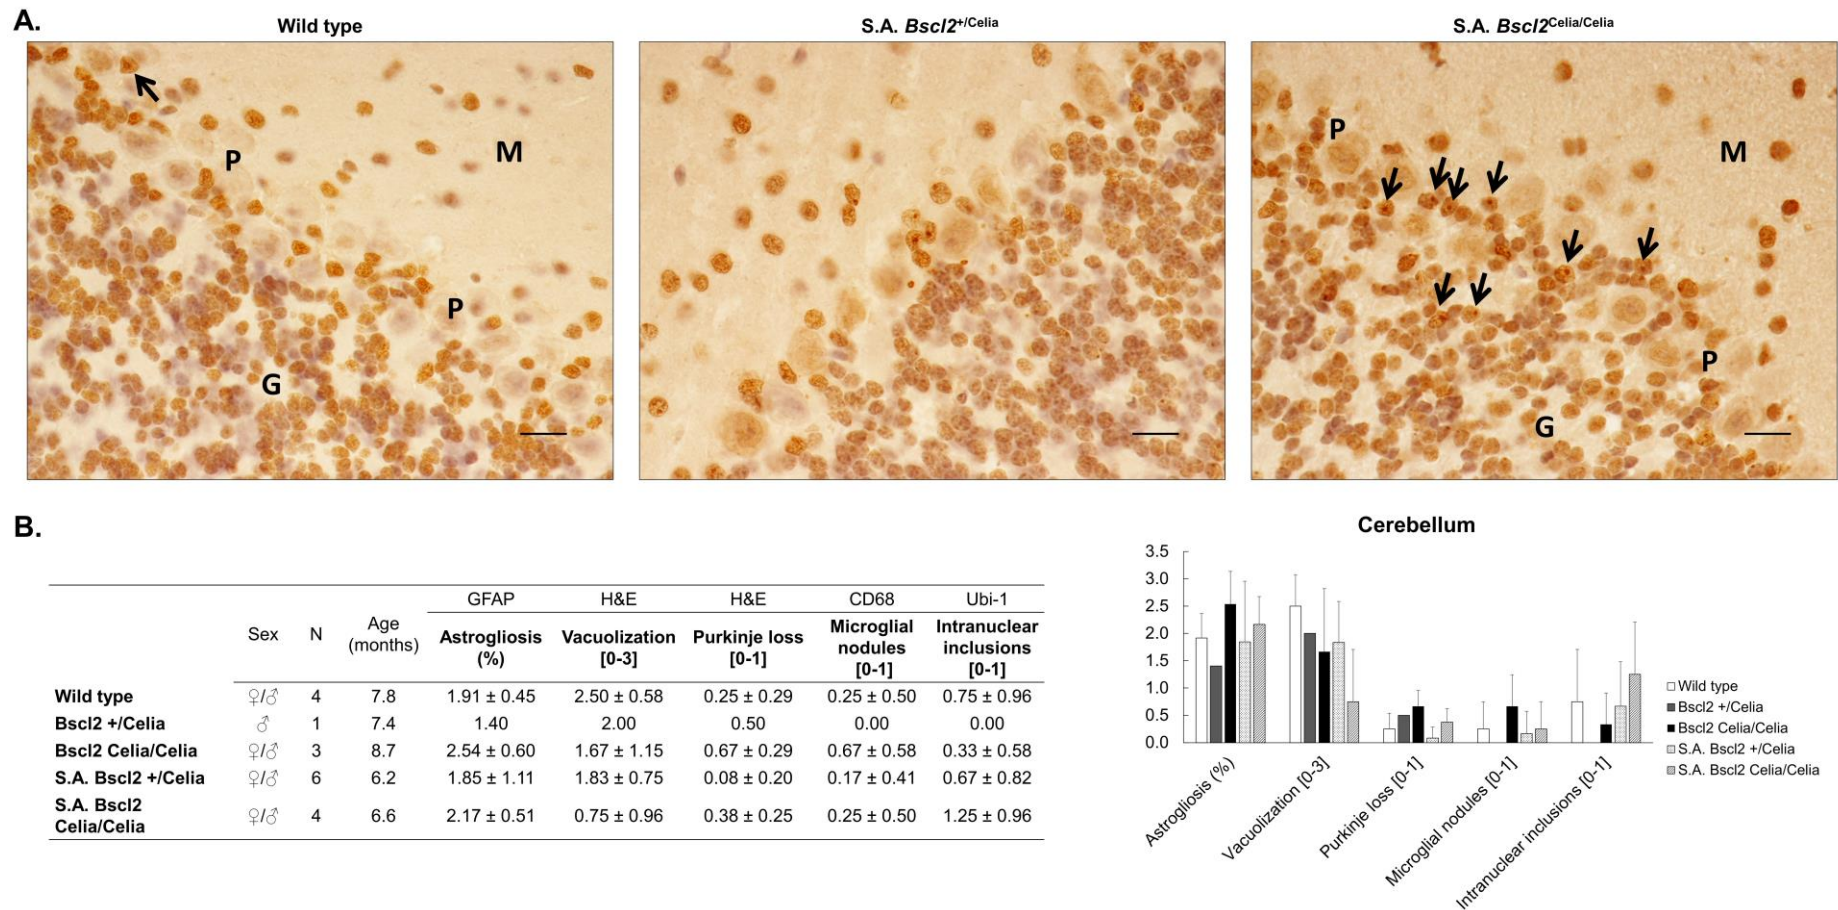 A.
Wild type
S.A. Bscl2+/Celia
S.A. Bscl2Celia/Celia
P
M
P
G
P
M
P
G
B.
Sex
N
Age
(months)
GFAP
H&E
H&E
CD68
Ubi-1
Astrogliosis
(%)
Vacuolization
[0-3]
Purkinje loss
[0-1]
Microglial
nodules
[0-1]
Intranuclear
inclusions
[0-1]
Wild type ♀/♂ 4 7.8 1.91 ± 0.45 2.50 ± 0.58 0.25 ± 0.29 0.25 ± 0.50 0.75 ± 0.96
Bscl2 +/Celia ♂ 1 7.4 1.40 2.00 0.50 0.00 0.00
Bscl2 Celia/Celia ♀/♂ 3 8.7 2.54 ± 0.60 1.67 ± 1.15 0.67 ± 0.29 0.67 ± 0.58 0.33 ± 0.58
S.A. Bscl2 +/Celia ♀/♂ 6 6.2 1.85 ± 1.11 1.83 ± 0.75 0.08 ± 0.20 0.17 ± 0.41 0.67 ± 0.82
S.A. Bscl2
Celia/Celia ♀/♂ 4 6.6 2.17 ± 0.51 0.75 ± 0.96 0.38 ± 0.25 0.25 ± 0.50 1.25 ± 0.96
Cerebellum
3.5
3.0
2.5
2.0
1.5
1.0
0.5
0.0
Astrogliosis (%)
Vacuolization [0-3]
Purkinje loss [0-1]
Microglial nodules [0-1]
Intranuclear inclusions [0-1]
Wild type
Bscl2 +/Celia
Bscl2 Celia/Celia
S.A. Bscl2 +/Celia
S.A. Bscl2 Celia/Celia